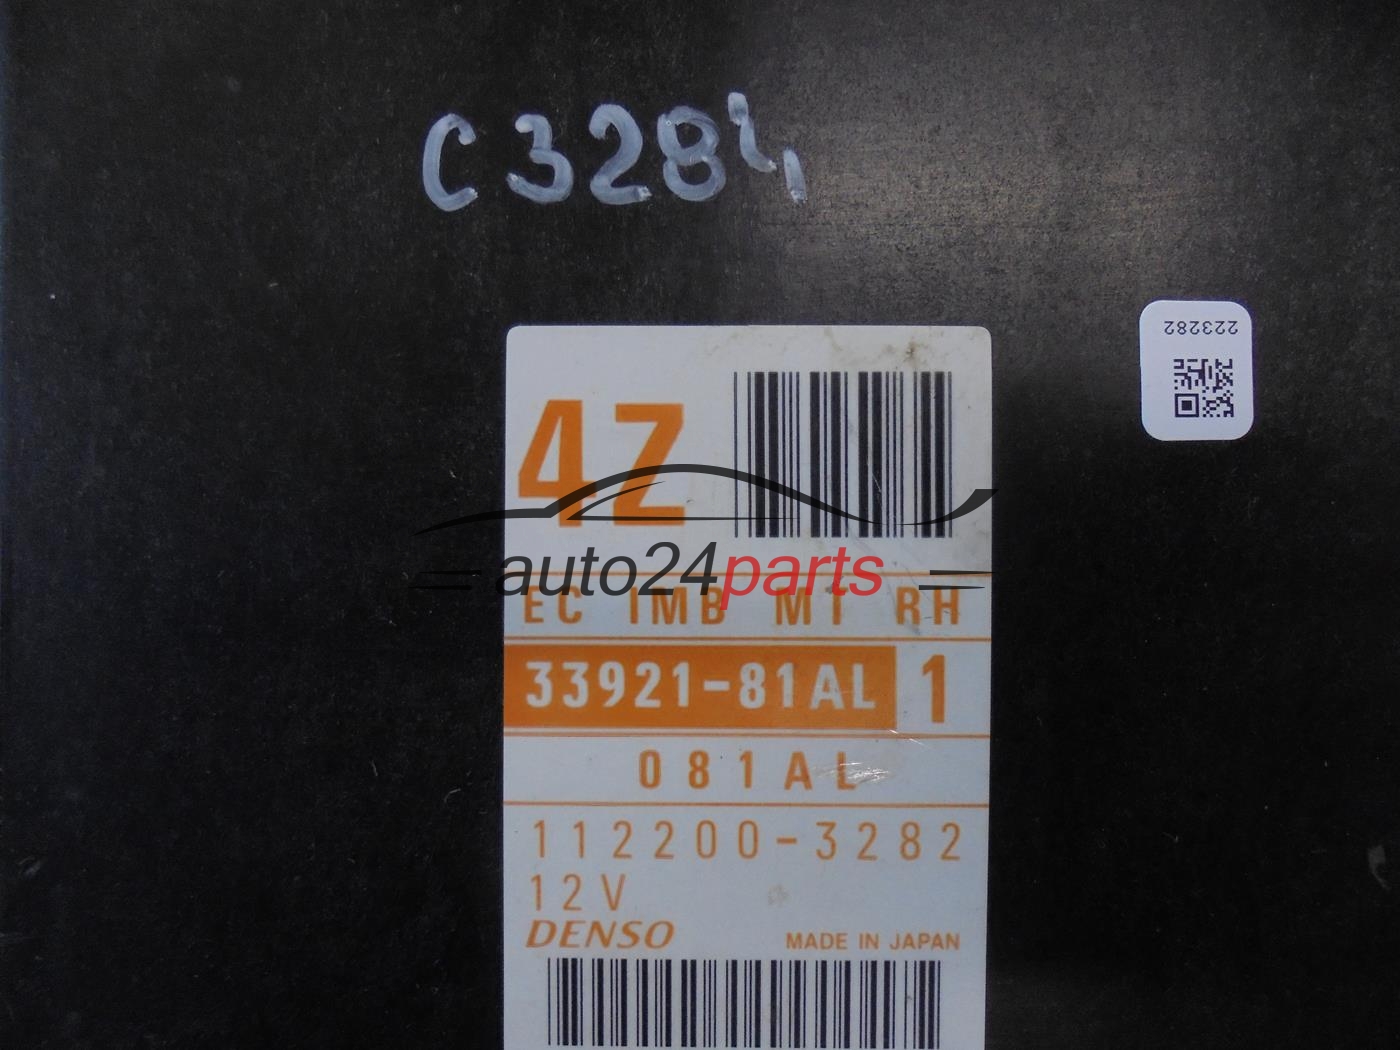 C3284
223282
4Z
auto24parts
EC IMB MT RH
33921-81AL 1
081AL
112200-3282
12V
DENSO MADE IN JAPAN